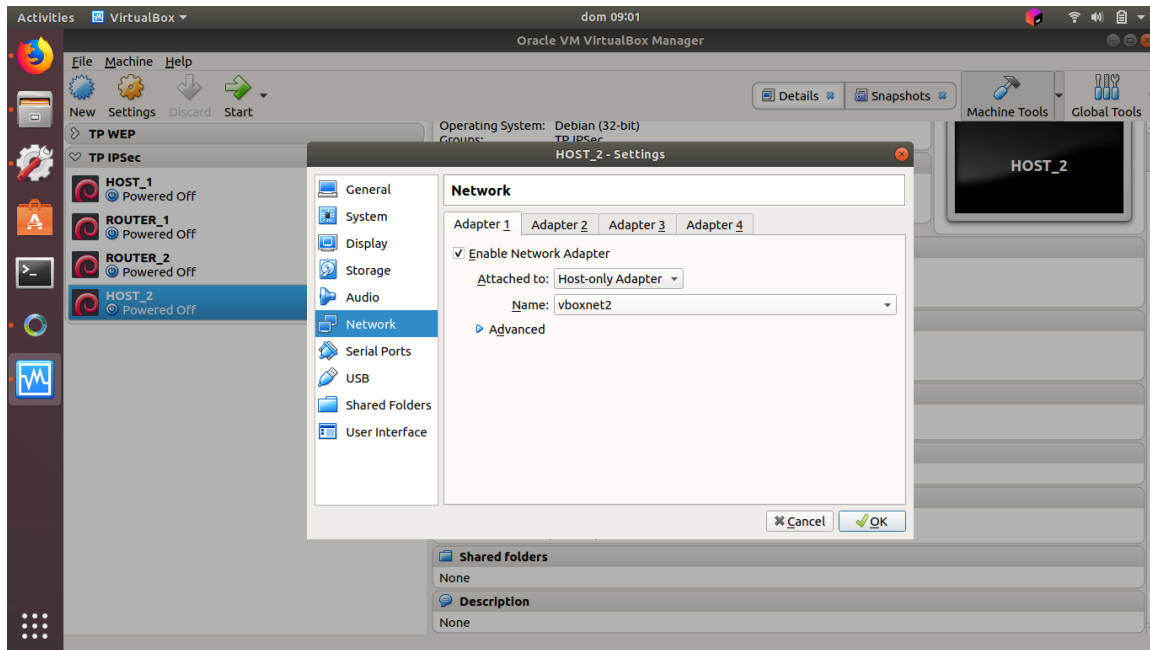 Activities VirtualBox dom 09:01
Oracle VM VirtualBox Manager
File Machine Help
New Settings Discard Start Details Snapshots Machine Tools Global Tools
TP WEP
TP IPSec
HOST_1
Powered Off
ROUTER_1
Powered Off
ROUTER_2
Powered Off
HOST_2
Powered Off
Operating System: Debian (32-bit)
Groups: TP IPSec
HOST_2
HOST_2 - Settings
General
System
Display
Storage
Audio
Network
Serial Ports
USB
Shared Folders
User Interface
Network
Adapter 1 Adapter 2 Adapter 3 Adapter 4
Enable Network Adapter
Attached to: Host-only Adapter
Name: vboxnet2
Advanced
Cancel OK
Shared folders
None
Description
None